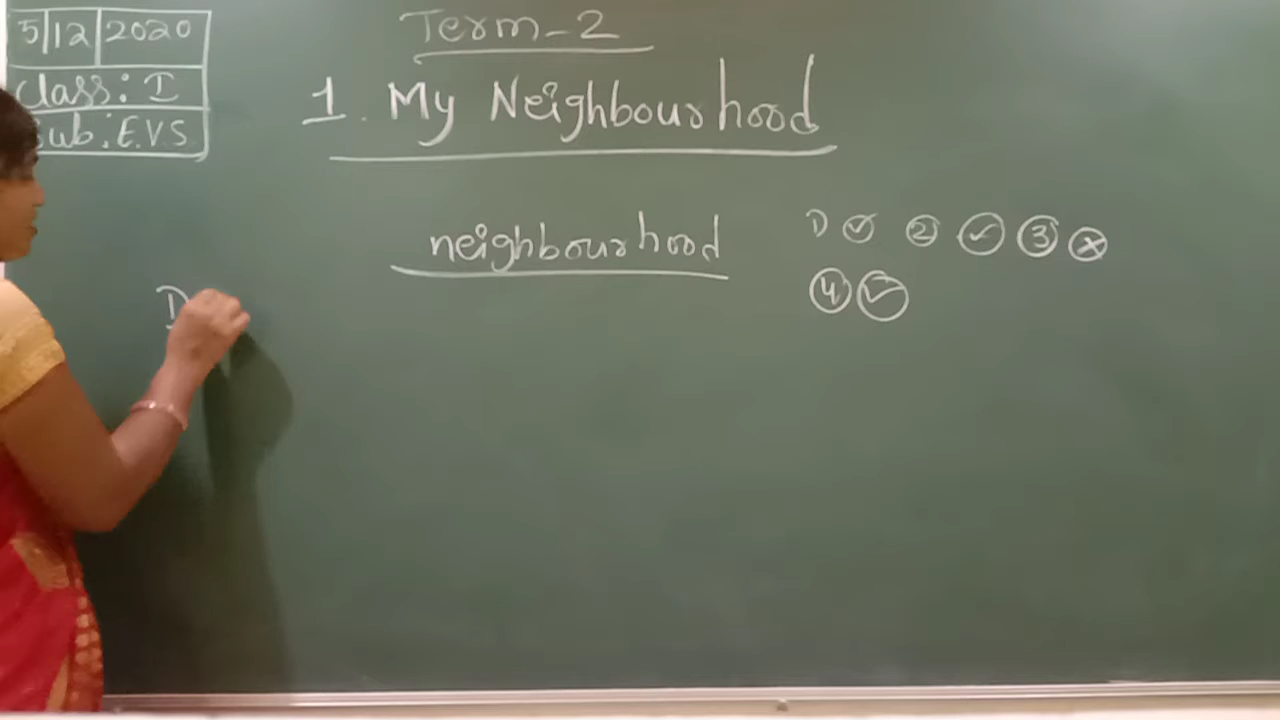 5|12|2020
Class: I
Sub: E.V.S
Term-2
1. My Neighbourhood
neighbourhood 1) ✓ 2 ✓ 3 ✗
4 ✓
D